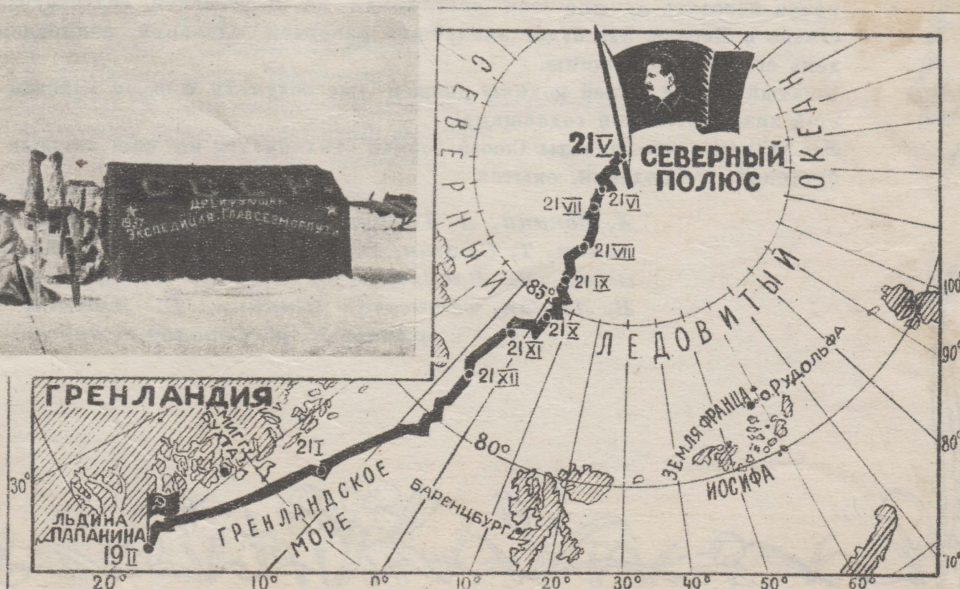 СССР
ДРЕЙФУЮЩАЯ
1937 ЭКСПЕДИЦИЯ ГЛАВСЕВМОРПУТИ
СЕВЕРНЫЙ
ЛЕДОВИТЫЙ
ОКЕАН
СЕВЕРНЫЙ
ПОЛЮС
21 V
21 VI
21 VII
21 VIII
21 IX
85°
21 X
21 XI
21 XII
ГРЕНЛАНДИЯ
21 I
80°
ЗЕМЛЯ ФРАНЦА
ИОСИФА
О. РУДОЛЬФА
БАРЕНЦБУРГ
ГРЕНЛАНДСКОЕ
МОРЕ
ЛЬДИНА
ПАПАНИНА
19 II
30°
20°
10°
0°
10°
20°
30°
40°
50°
60°
80°
90°